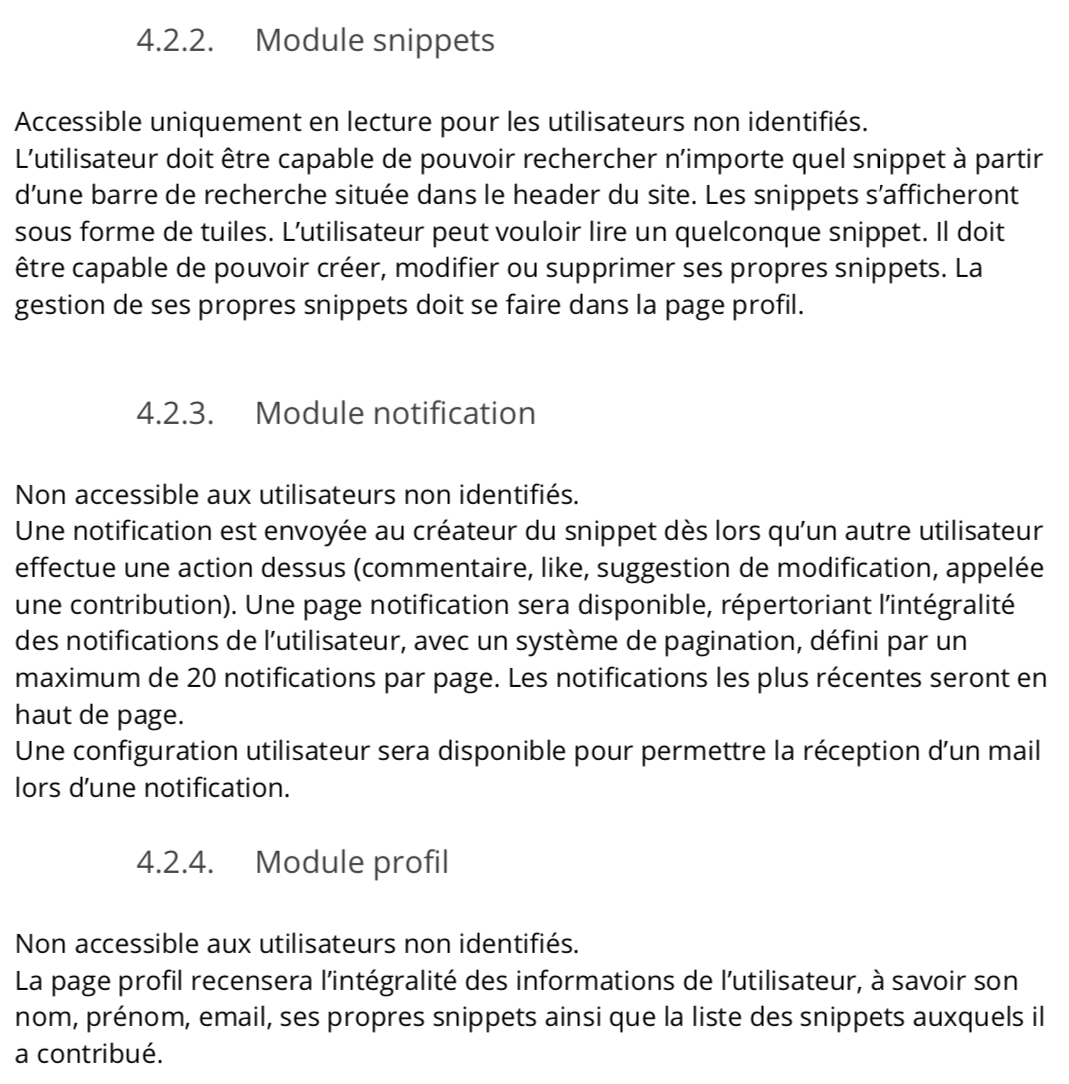 4.2.2. Module snippets
Accessible uniquement en lecture pour les utilisateurs non identifiés.
L’utilisateur doit être capable de pouvoir rechercher n’importe quel snippet à partir
d’une barre de recherche située dans le header du site. Les snippets s’afficheront
sous forme de tuiles. L’utilisateur peut vouloir lire un quelconque snippet. Il doit
être capable de pouvoir créer, modifier ou supprimer ses propres snippets. La
gestion de ses propres snippets doit se faire dans la page profil.
4.2.3. Module notification
Non accessible aux utilisateurs non identifiés.
Une notification est envoyée au créateur du snippet dès lors qu’un autre utilisateur
effectue une action dessus (commentaire, like, suggestion de modification, appelée
une contribution). Une page notification sera disponible, répertoriant l’intégralité
des notifications de l’utilisateur, avec un système de pagination, défini par un
maximum de 20 notifications par page. Les notifications les plus récentes seront en
haut de page.
Une configuration utilisateur sera disponible pour permettre la réception d’un mail
lors d’une notification.
4.2.4. Module profil
Non accessible aux utilisateurs non identifiés.
La page profil recensera l’intégralité des informations de l’utilisateur, à savoir son
nom, prénom, email, ses propres snippets ainsi que la liste des snippets auxquels il
a contribué.